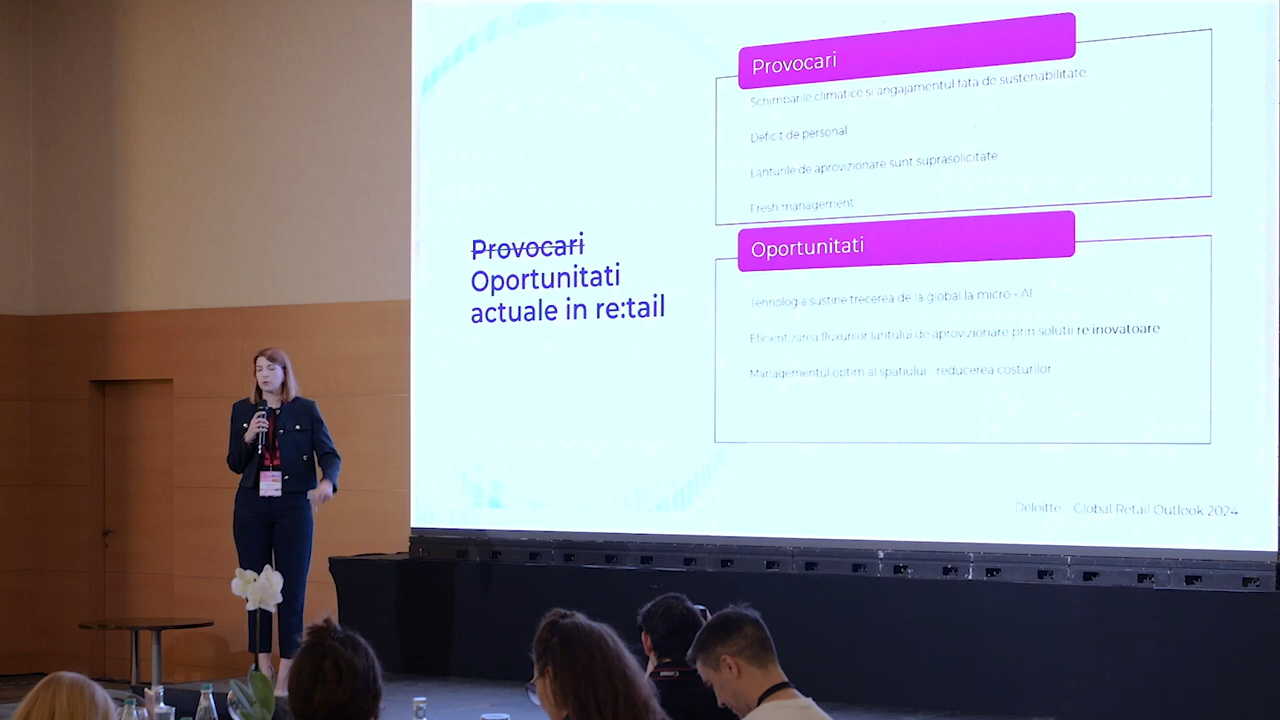 Provocari
Oportunitati
actuale in re:tail
Provocari
Schimbarile climatice si angajamentul fata de sustenabilitate
Deficit de personal
Lanturile de aprovizionare sunt suprasolicitate
Fresh management
Oportunitati
Tehnologia sustine trecerea de la global la micro - AI
Eficientizarea fluxurilor lantului de aprovizionare prin solutii re:inovatoare
Managementul optim al spatiului - reducerea costurilor
Deloitte - Global Retail Outlook 2024